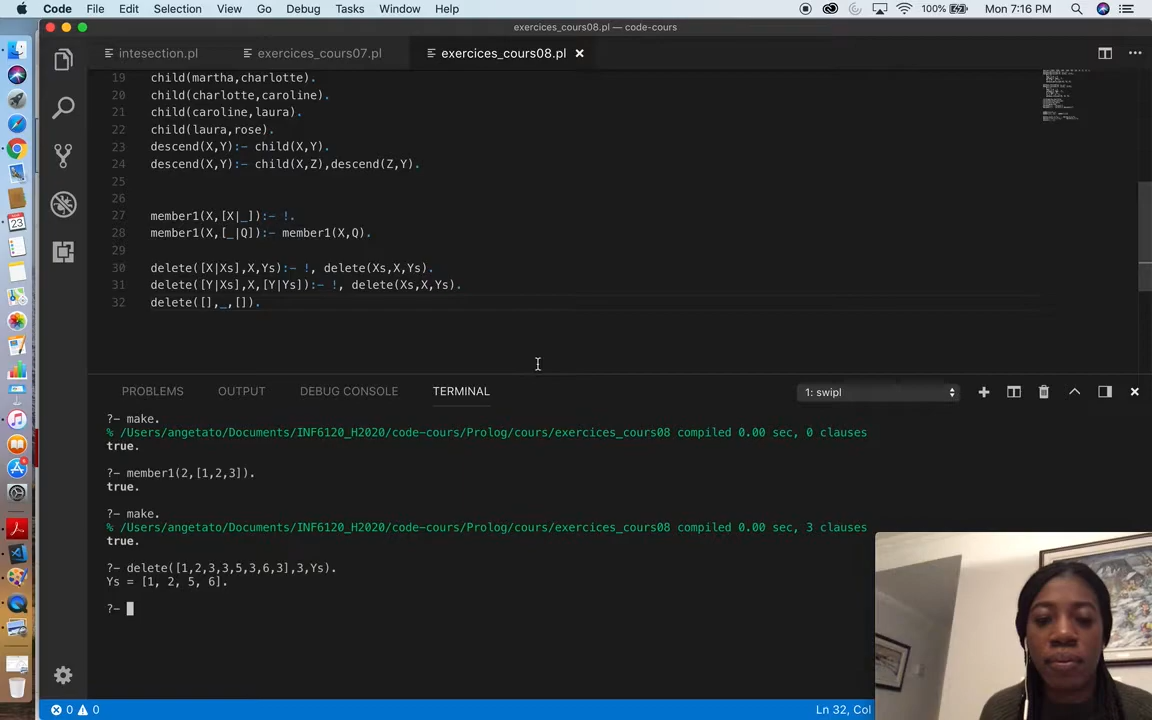 Code File Edit Selection View Go Debug Tasks Window Help 100% Mon 7:16 PM
exercices_cours08.pl — code-cours
intesection.pl exercices_cours07.pl exercices_cours08.pl
19 child(martha,charlotte).
20 child(charlotte,caroline).
21 child(caroline,laura).
22 child(laura,rose).
23 descend(X,Y):- child(X,Y).
24 descend(X,Y):- child(X,Z),descend(Z,Y).
25
26
27 member1(X,[X|_]):- !.
28 member1(X,[_|Q]):- member1(X,Q).
29
30 delete([X|Xs],X,Ys):- !, delete(Xs,X,Ys).
31 delete([Y|Xs],X,[Y|Ys]):- !, delete(Xs,X,Ys).
32 delete([],_,[]).
PROBLEMS OUTPUT DEBUG CONSOLE TERMINAL 1: swipl
?- make.
% /Users/angetato/Documents/INF6120_H2020/code-cours/Prolog/cours/exercices_cours08 compiled 0.00 sec, 0 clauses
true.
?- member1(2,[1,2,3]).
true.
?- make.
% /Users/angetato/Documents/INF6120_H2020/code-cours/Prolog/cours/exercices_cours08 compiled 0.00 sec, 3 clauses
true.
?- delete([1,2,3,3,5,3,6,3],3,Ys).
Ys = [1, 2, 5, 6].
?-
0 0 Ln 32, Col